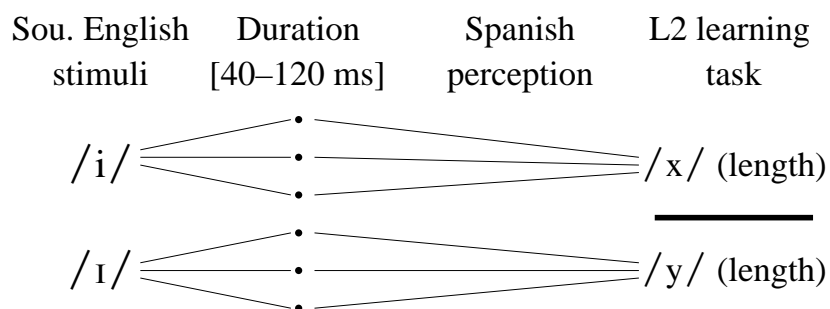 Sou. English Duration Spanish L2 learning
stimuli [40–120 ms] perception task
/i/ /x/ (length)
/ɪ/ /y/ (length)